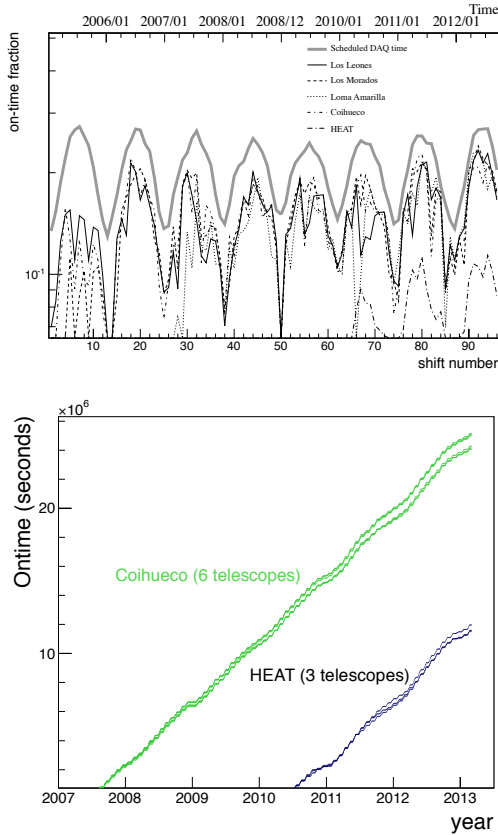 Time
2006/01 2007/01 2008/01 2008/12 2010/01 2011/01 2012/01
on-time fraction
Scheduled DAQ time
Los Leones
Los Morados
Loma Amarilla
Coihueco
HEAT
10⁻¹
10 20 30 40 50 60 70 80 90
shift number
×10⁶
Ontime (seconds)
20
Coihueco (6 telescopes)
10
HEAT (3 telescopes)
2007 2008 2009 2010 2011 2012 2013
year